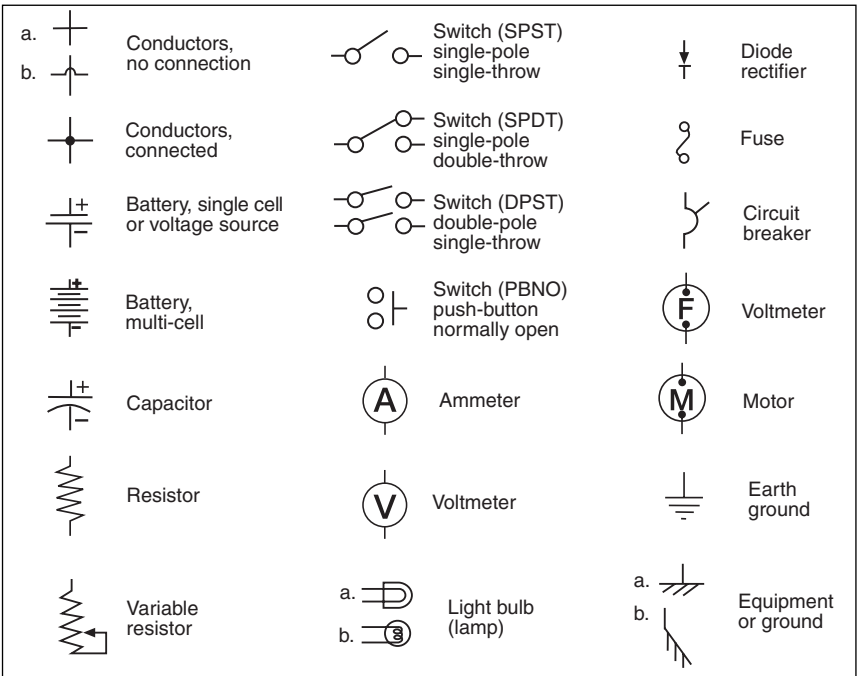 a.
b.
Conductors,
no connection
Switch (SPST)
single-pole
single-throw
Diode
rectifier
Conductors,
connected
Switch (SPDT)
single-pole
double-throw
Fuse
+
−
Battery, single cell
or voltage source
Switch (DPST)
double-pole
single-throw
Circuit
breaker
+
−
Battery,
multi-cell
Switch (PBNO)
push-button
normally open
F
Voltmeter
+
−
Capacitor
A
Ammeter
M
Motor
Resistor
V
Voltmeter
Earth
ground
Variable
resistor
a.
b.
Light bulb
(lamp)
a.
b.
Equipment
or ground